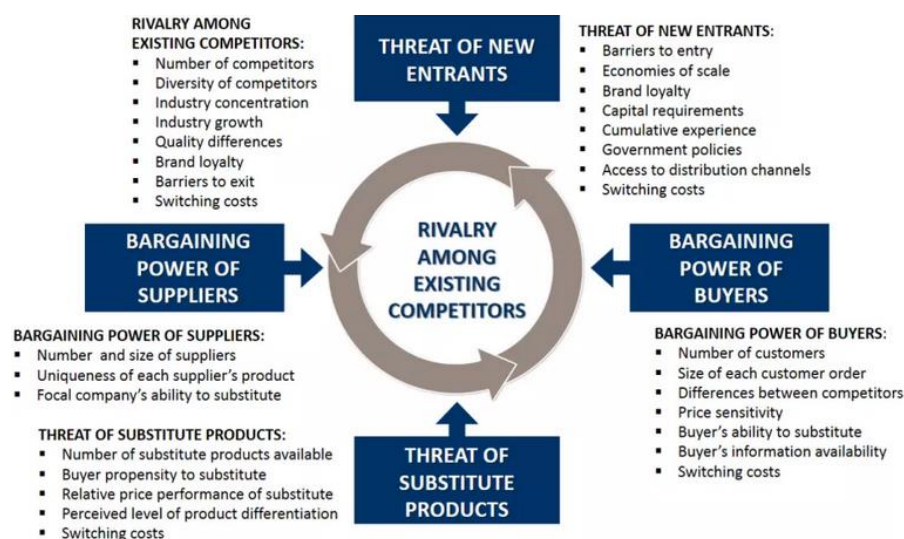 RIVALRY AMONG
EXISTING COMPETITORS:
▪ Number of competitors
▪ Diversity of competitors
▪ Industry concentration
▪ Industry growth
▪ Quality differences
▪ Brand loyalty
▪ Barriers to exit
▪ Switching costs
THREAT OF NEW
ENTRANTS
THREAT OF NEW ENTRANTS:
▪ Barriers to entry
▪ Economies of scale
▪ Brand loyalty
▪ Capital requirements
▪ Cumulative experience
▪ Government policies
▪ Access to distribution channels
▪ Switching costs
BARGAINING
POWER OF
SUPPLIERS
RIVALRY
AMONG
EXISTING
COMPETITORS
BARGAINING
POWER OF
BUYERS
BARGAINING POWER OF SUPPLIERS:
▪ Number and size of suppliers
▪ Uniqueness of each supplier's product
▪ Focal company's ability to substitute
BARGAINING POWER OF BUYERS:
▪ Number of customers
▪ Size of each customer order
▪ Differences between competitors
▪ Price sensitivity
▪ Buyer's ability to substitute
▪ Buyer's information availability
▪ Switching costs
THREAT OF SUBSTITUTE PRODUCTS:
▪ Number of substitute products available
▪ Buyer propensity to substitute
▪ Relative price performance of substitute
▪ Perceived level of product differentiation
▪ Switching costs
THREAT OF
SUBSTITUTE
PRODUCTS